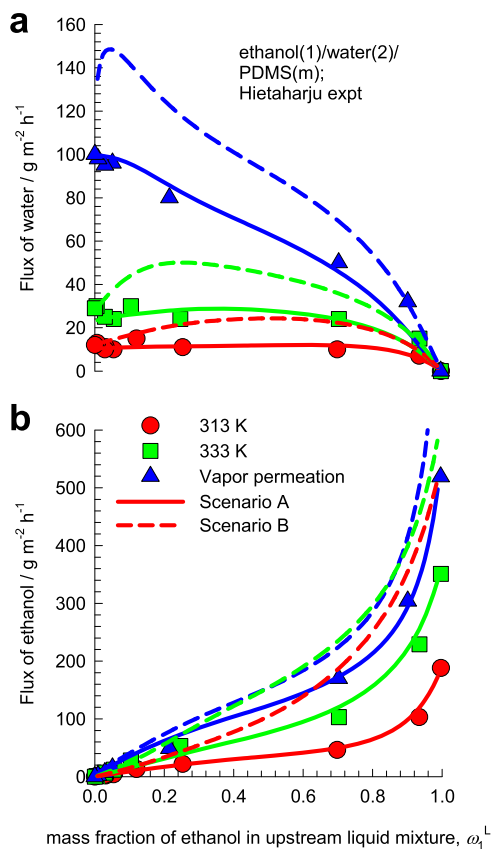 a
ethanol(1)/water(2)/
PDMS(m);
Hietaharju expt
160
140
120
100
80
60
40
20
0
Flux of water / g m⁻² h⁻¹
b
600
500
400
300
200
100
0
Flux of ethanol / g m⁻² h⁻¹
313 K
333 K
Vapor permeation
Scenario A
Scenario B
0.0 0.2 0.4 0.6 0.8 1.0
mass fraction of ethanol in upstream liquid mixture, ω₁ᴸ